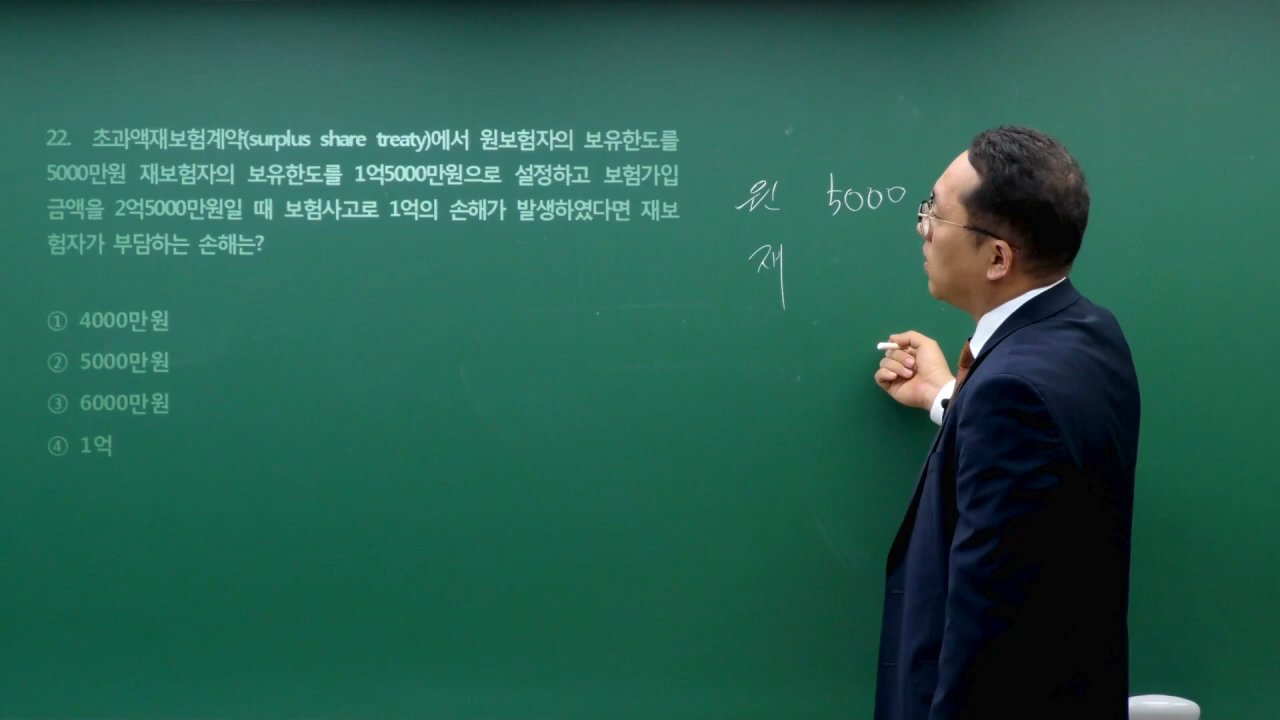 22. 초과액재보험계약(surplus share treaty)에서 원보험자의 보유한도를
5000만원 재보험자의 보유한도를 1억5000만원으로 설정하고 보험가입
금액을 2억5000만원일 때 보험사고로 1억의 손해가 발생하였다면 재보
험자가 부담하는 손해는?
① 4000만원
② 5000만원
③ 6000만원
④ 1억
원 5000
재